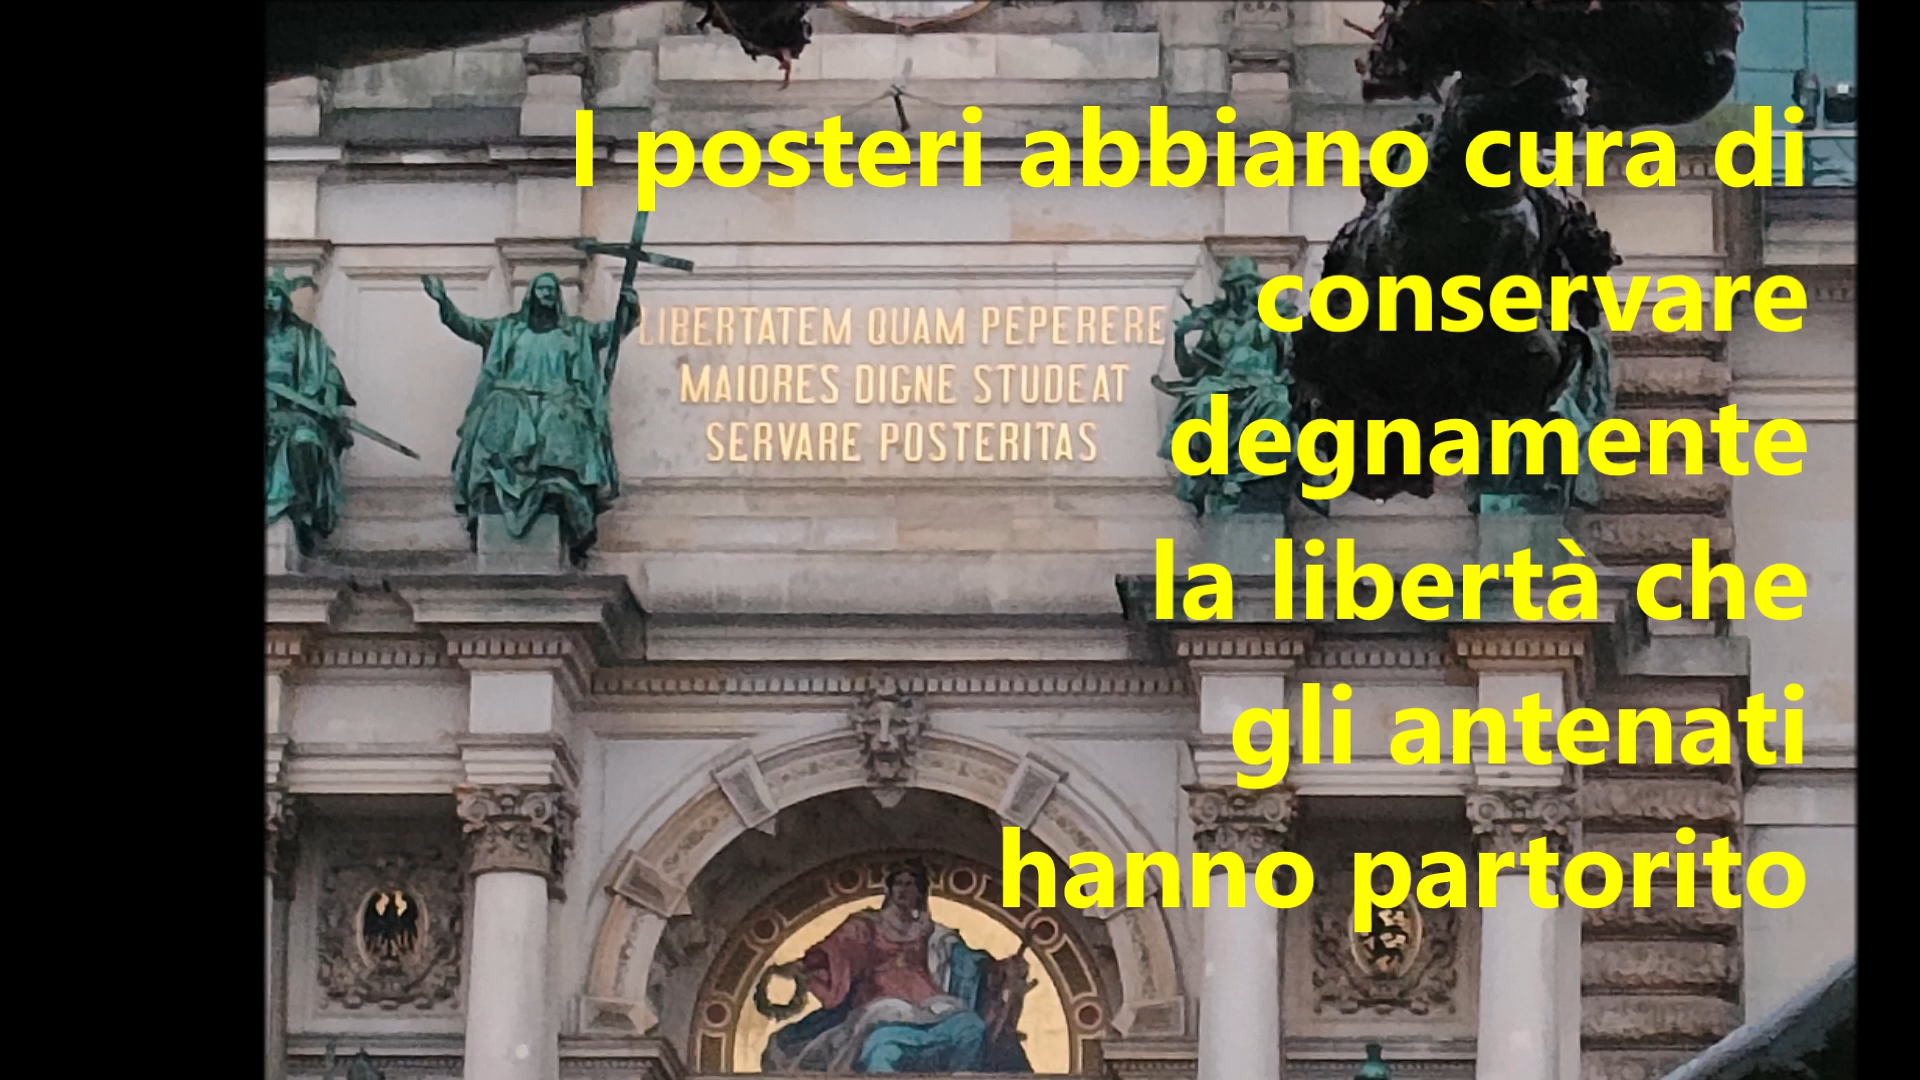 I posteri abbiano cura di
conservare
degnamente
la libertà che
gli antenati
hanno partorito
LIBERTATEM QUAM PEPERERE
MAIORES DIGNE STUDEAT
SERVARE POSTERITAS